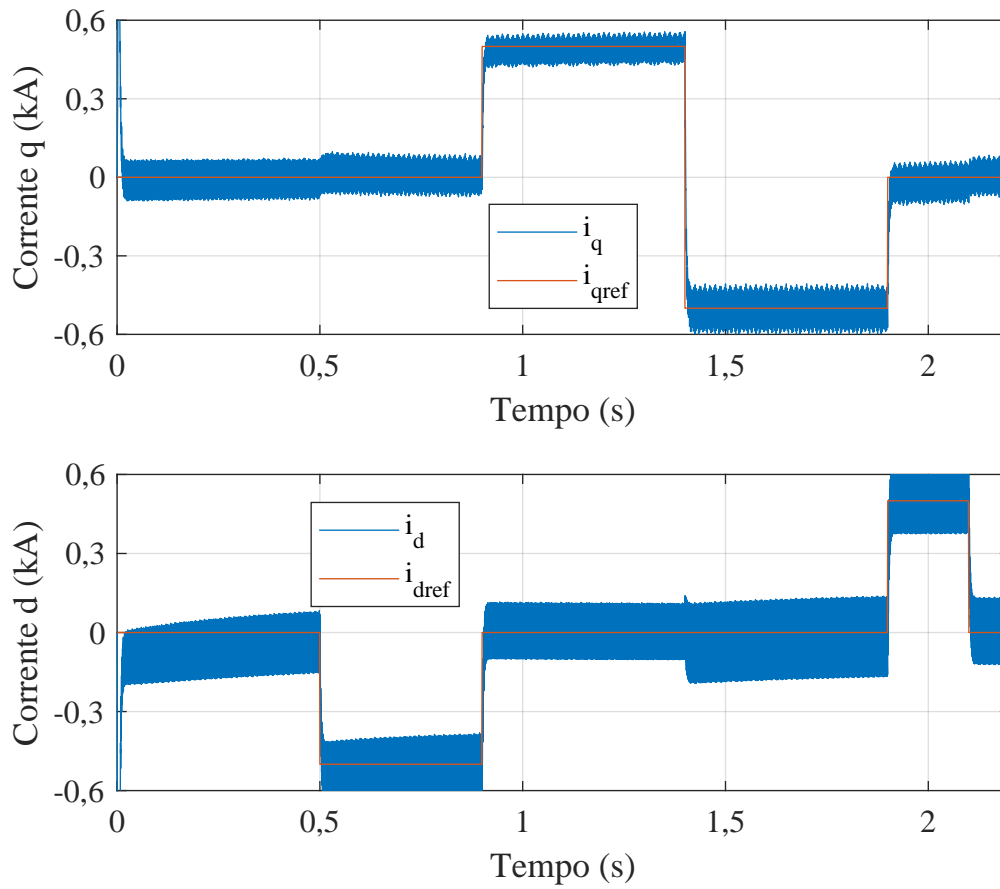 Corrente q (kA)
0,6
0,3
0
-0,3
-0,6
i_q
i_qref
0
0,5
1
1,5
2
Tempo (s)
Corrente d (kA)
0,6
0,3
0
-0,3
-0,6
i_d
i_dref
0
0,5
1
1,5
2
Tempo (s)